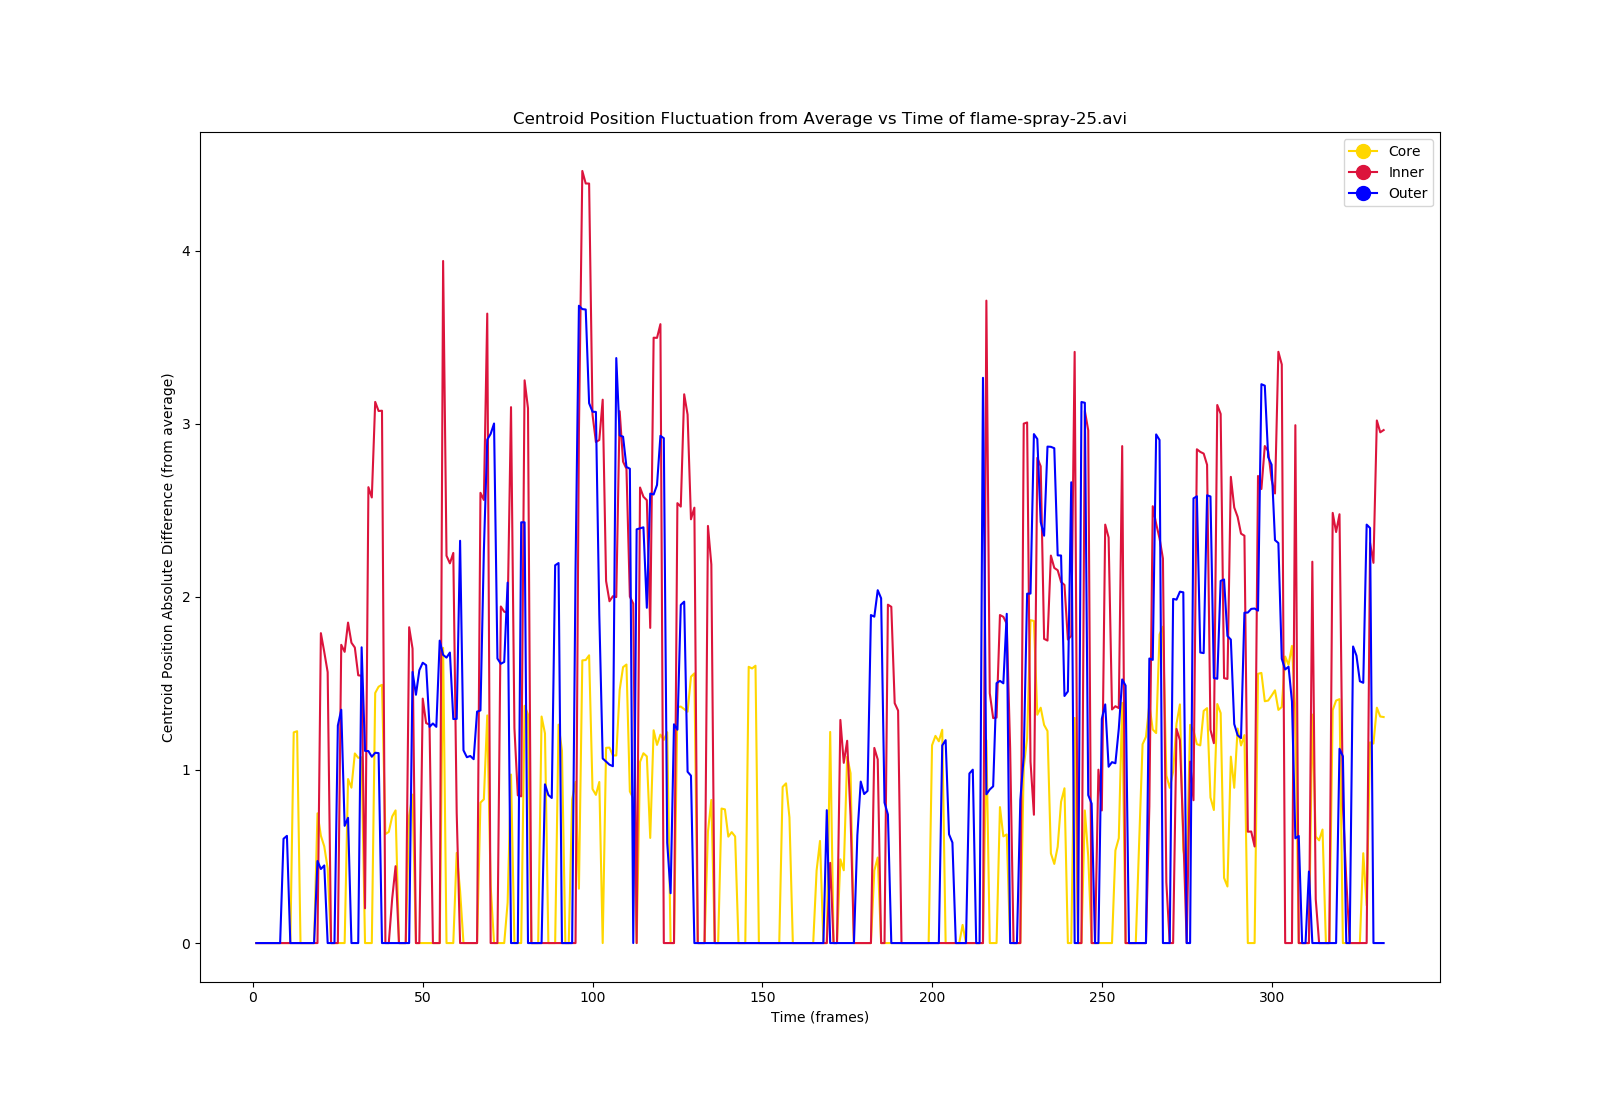 Centroid Position Fluctuation from Average vs Time of flame-spray-25.avi
Core
Inner
Outer
Centroid Position Absolute Difference (from average)
4
3
2
1
0
0 50 100 150 200 250 300
Time (frames)